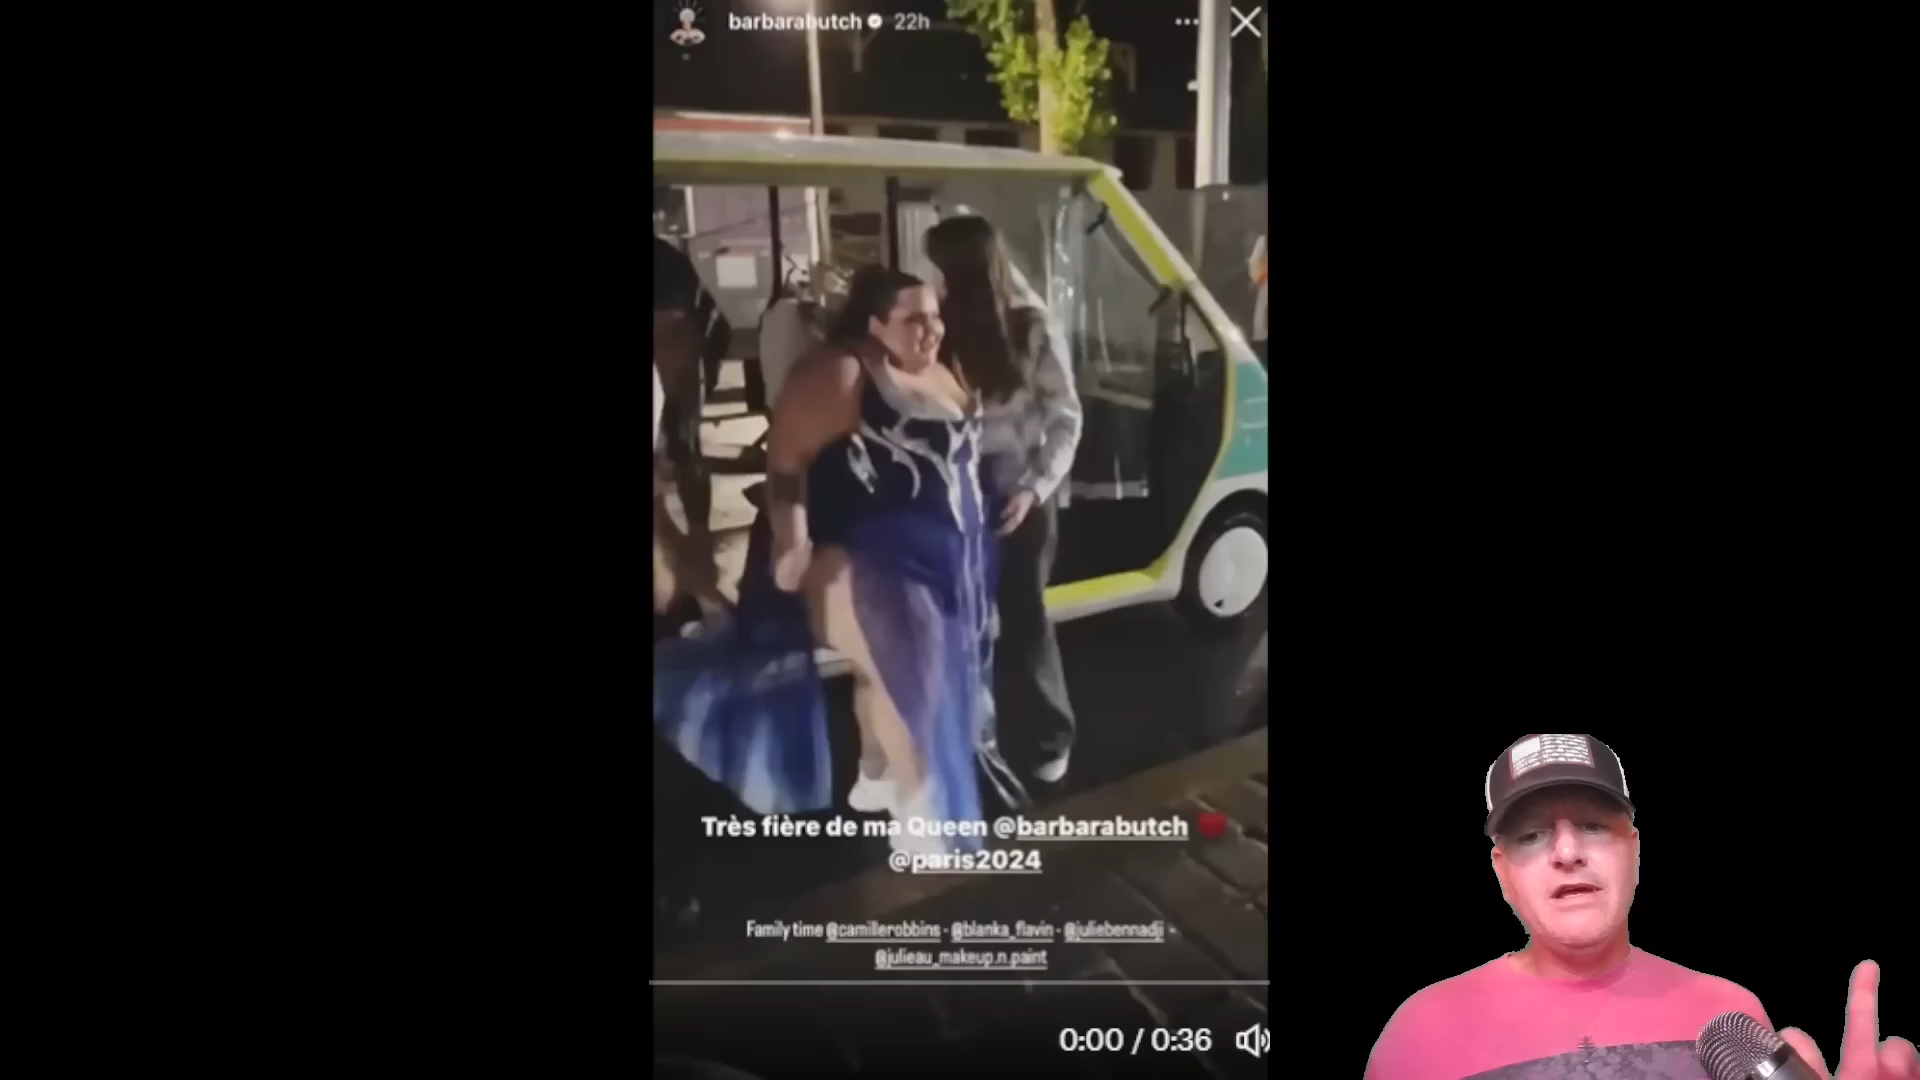 barbarabutch 22h
Très fière de ma Queen @barbarabutch
@paris2024
Family time @camillerobbins - @blanka_flavin - @juliebennadji -
@julieau_makeup.n.paint
0:00 / 0:36